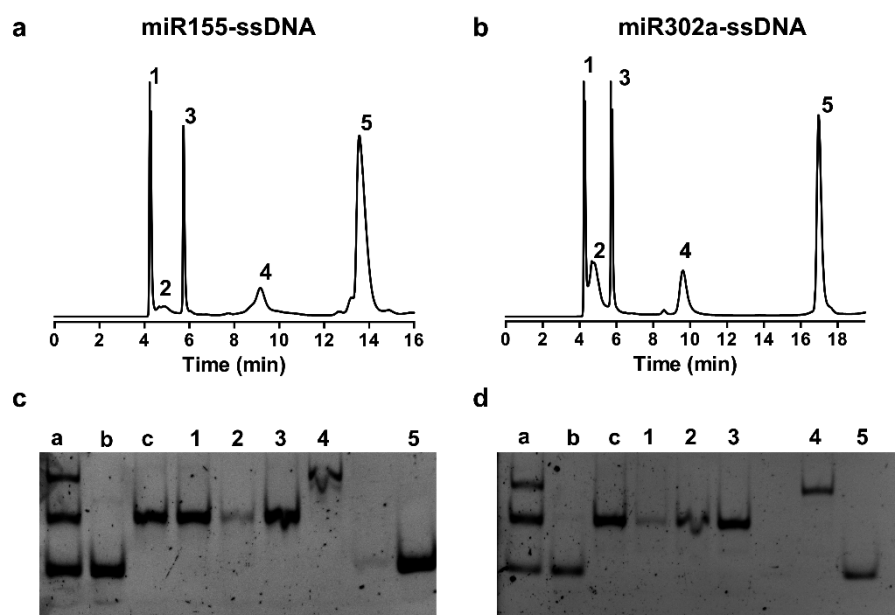 a miR155-ssDNA
1
3
5
2
4
0 2 4 6 8 10 12 14 16
Time (min)
b miR302a-ssDNA
1
3
5
2
4
0 2 4 6 8 10 12 14 16 18
Time (min)
c
a b c 1 2 3 4 5
d
a b c 1 2 3 4 5